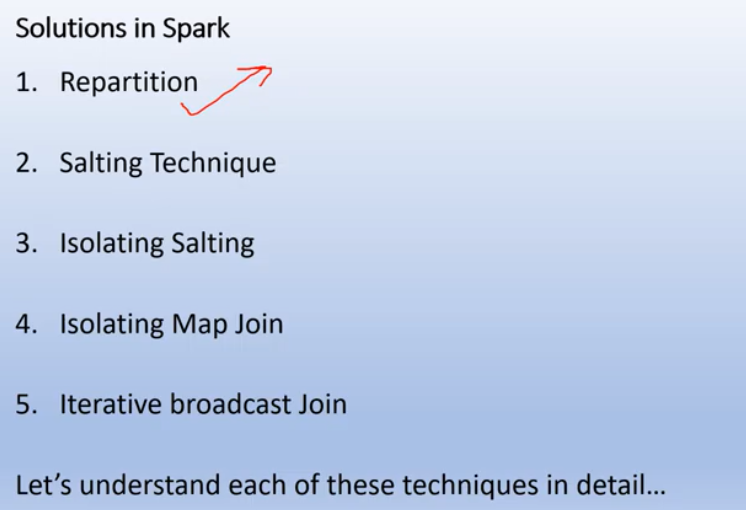 Solutions in Spark
1. Repartition
2. Salting Technique
3. Isolating Salting
4. Isolating Map Join
5. Iterative broadcast Join
Let's understand each of these techniques in detail...